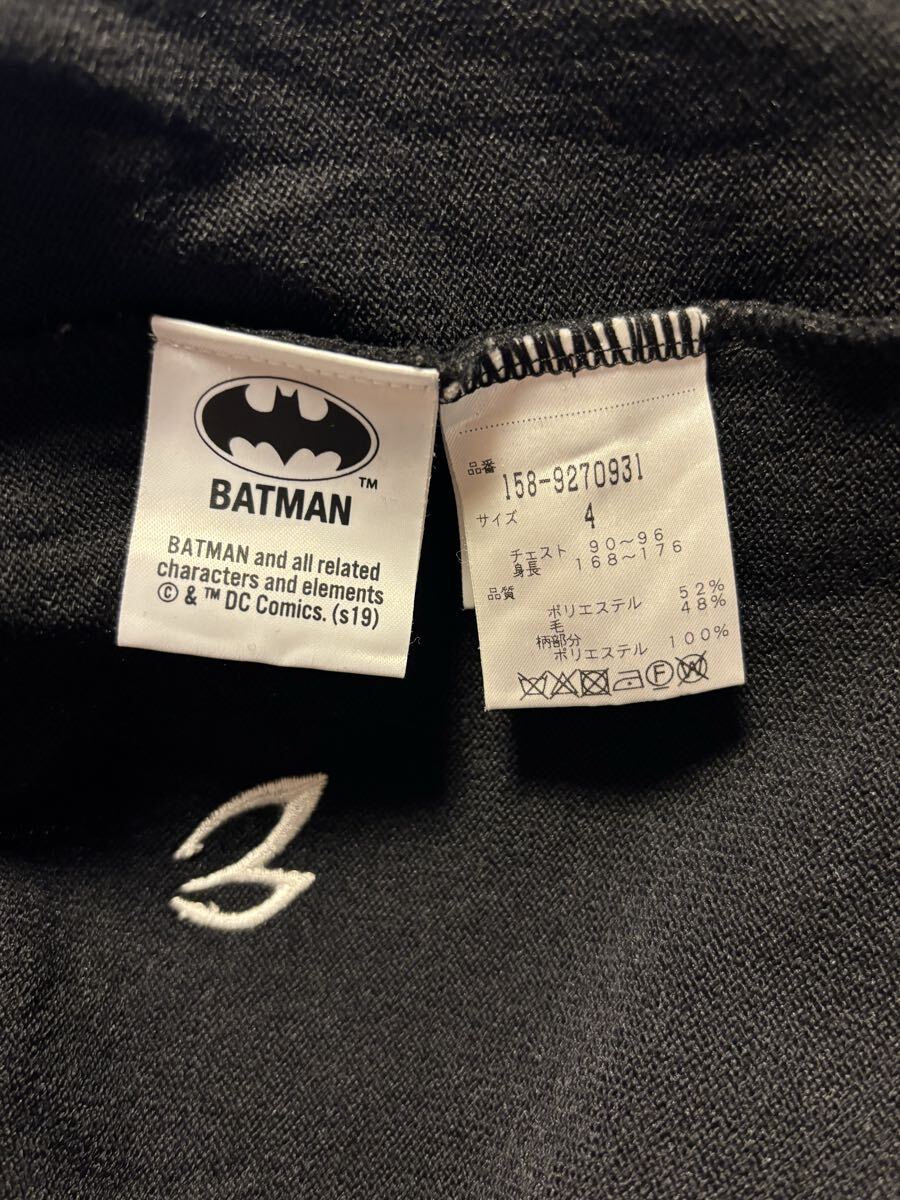 BATMAN™
BATMAN and all related
characters and elements
© & ™ DC Comics. (s19)
品番
158-9270931
サイズ 4
チェスト 90~96
身長 168~176
品質
ポリエステル 52%
毛 48%
柄部分
ポリエステル 100%
F
W